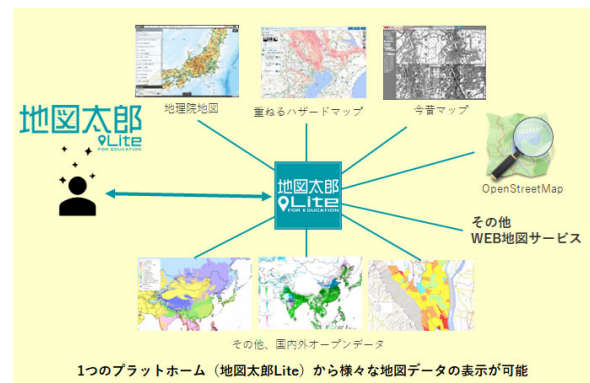 地理院地図
重ねるハザードマップ
今昔マップ
地図太郎
Lite
FOR EDUCATION
OpenStreetMap
地図太郎
Lite
FOR EDUCATION
その他
WEB地図サービス
その他、国内外オープンデータ
1つのプラットホーム（地図太郎Lite）から様々な地図データの表示が可能